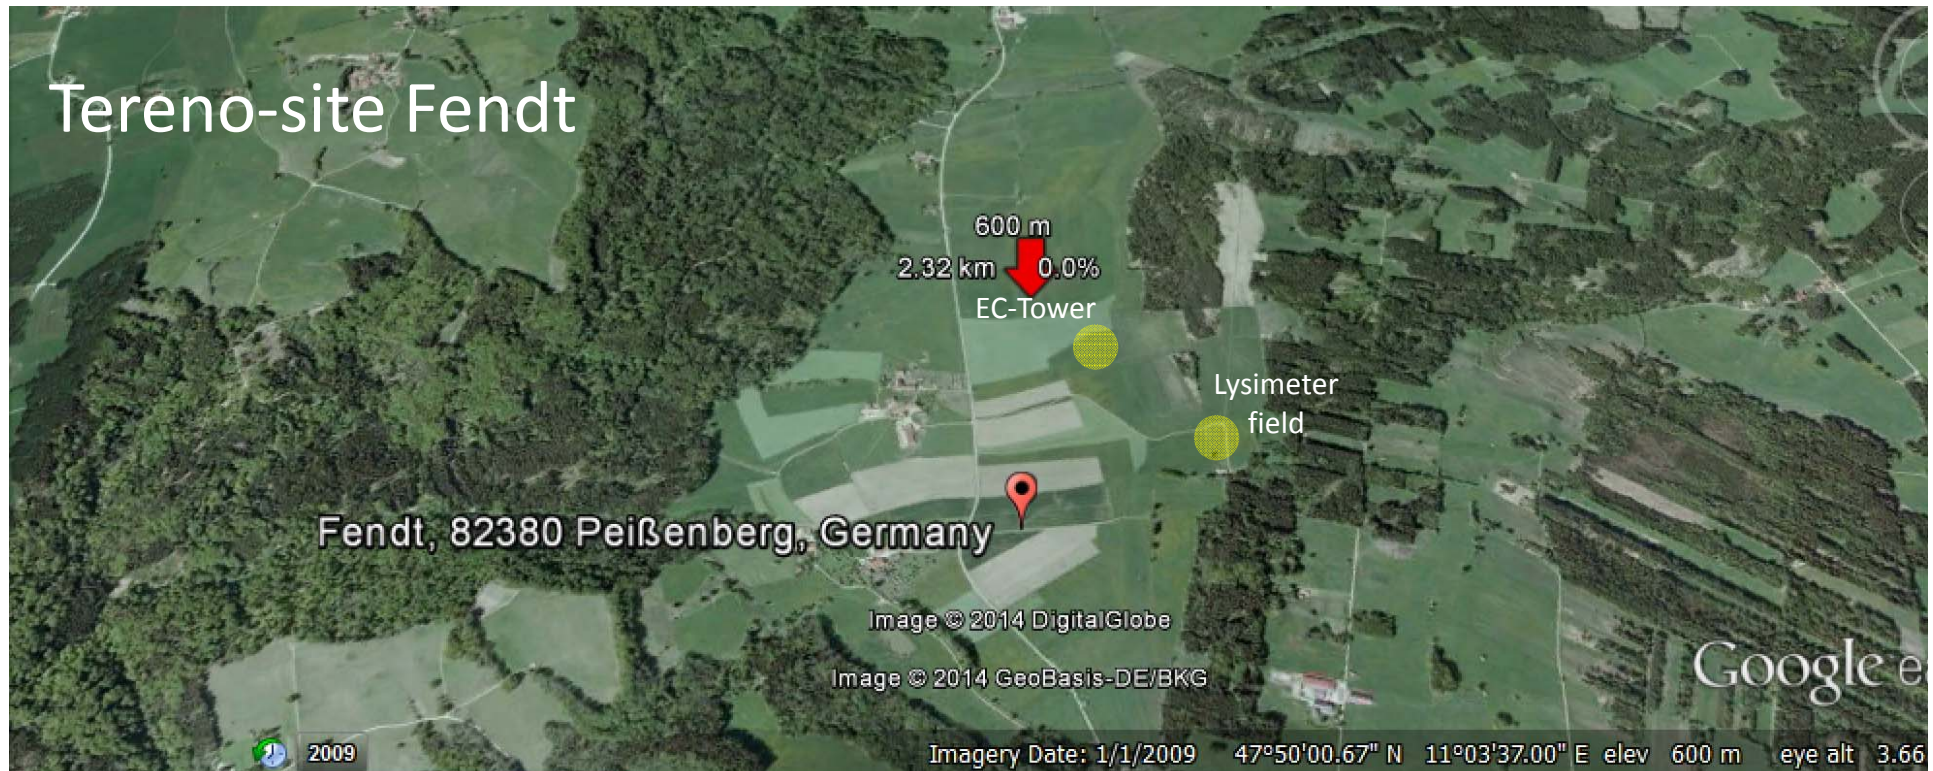 Tereno-site Fendt
600 m
2.32 km 0.0%
EC-Tower
Lysimeter
field
Fendt, 82380 Peißenberg, Germany
Image © 2014 DigitalGlobe
Image © 2014 GeoBasis-DE/BKG
Google ea
2009
Imagery Date: 1/1/2009 47°50'00.67" N 11°03'37.00" E elev 600 m eye alt 3.66